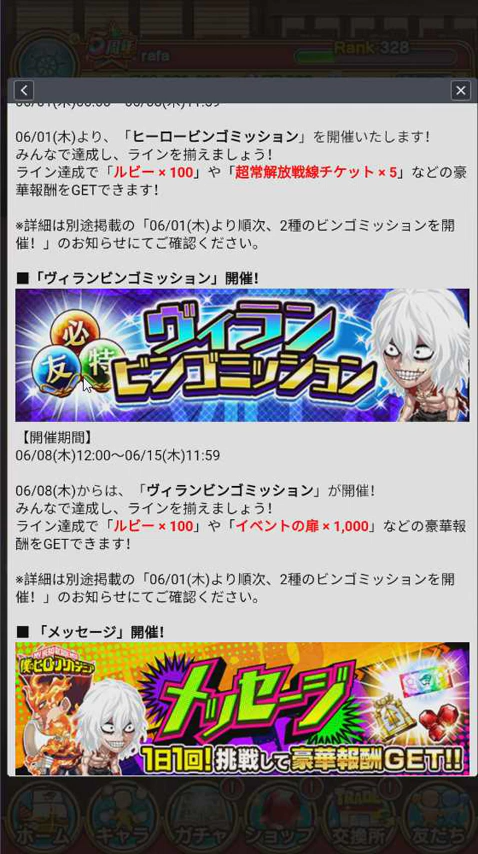 5周年
rafa
Rank 328
06/01(木)より、「ヒーロービンゴミッション」を開催いたします!
みんなで達成し、ラインを揃えましょう!
ライン達成で「ルビー × 100」や「超常解放戦線チケット × 5」などの豪
華報酬をGETできます!
※詳細は別途掲載の「06/01(木)より順次、2種のビンゴミッションを開
催! 」のお知らせにてご確認ください。
■「ヴィランビンゴミッション」開催!
必
友 特
ヴィラン
ビンゴミッション
【開催期間】
06/08(木)12:00〜06/15(木)11:59
06/08(木)からは、「ヴィランビンゴミッション」が開催!
みんなで達成し、ラインを揃えましょう!
ライン達成で「ルビー × 100」や「イベントの扉 × 1,000」などの豪華報
酬をGETできます!
※詳細は別途掲載の「06/01(木)より順次、2種のビンゴミッションを開
催! 」のお知らせにてご確認ください。
■ 「メッセージ」開催!
僕のヒーローアカデミア
メッセージ
1日1回!挑戦して豪華報酬GET!!
ホーム キャラ ガチャ ショップ 交換所 友だち